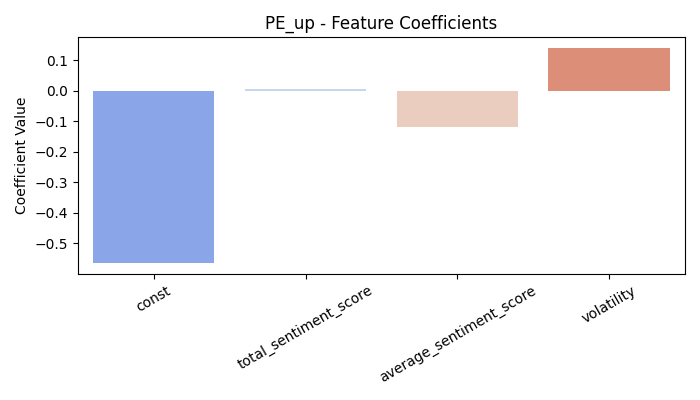 PE_up - Feature Coefficients
Coefficient Value
0.1
0.0
−0.1
−0.2
−0.3
−0.4
−0.5
const
total_sentiment_score
average_sentiment_score
volatility